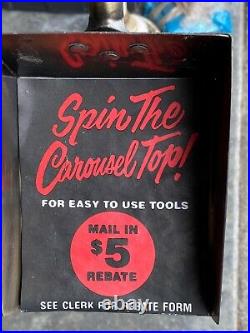 Spin The
Carousel Top!
FOR EASY TO USE TOOLS
MAIL IN
$5
REBATE
SEE CLERK FOR REBATE FORM